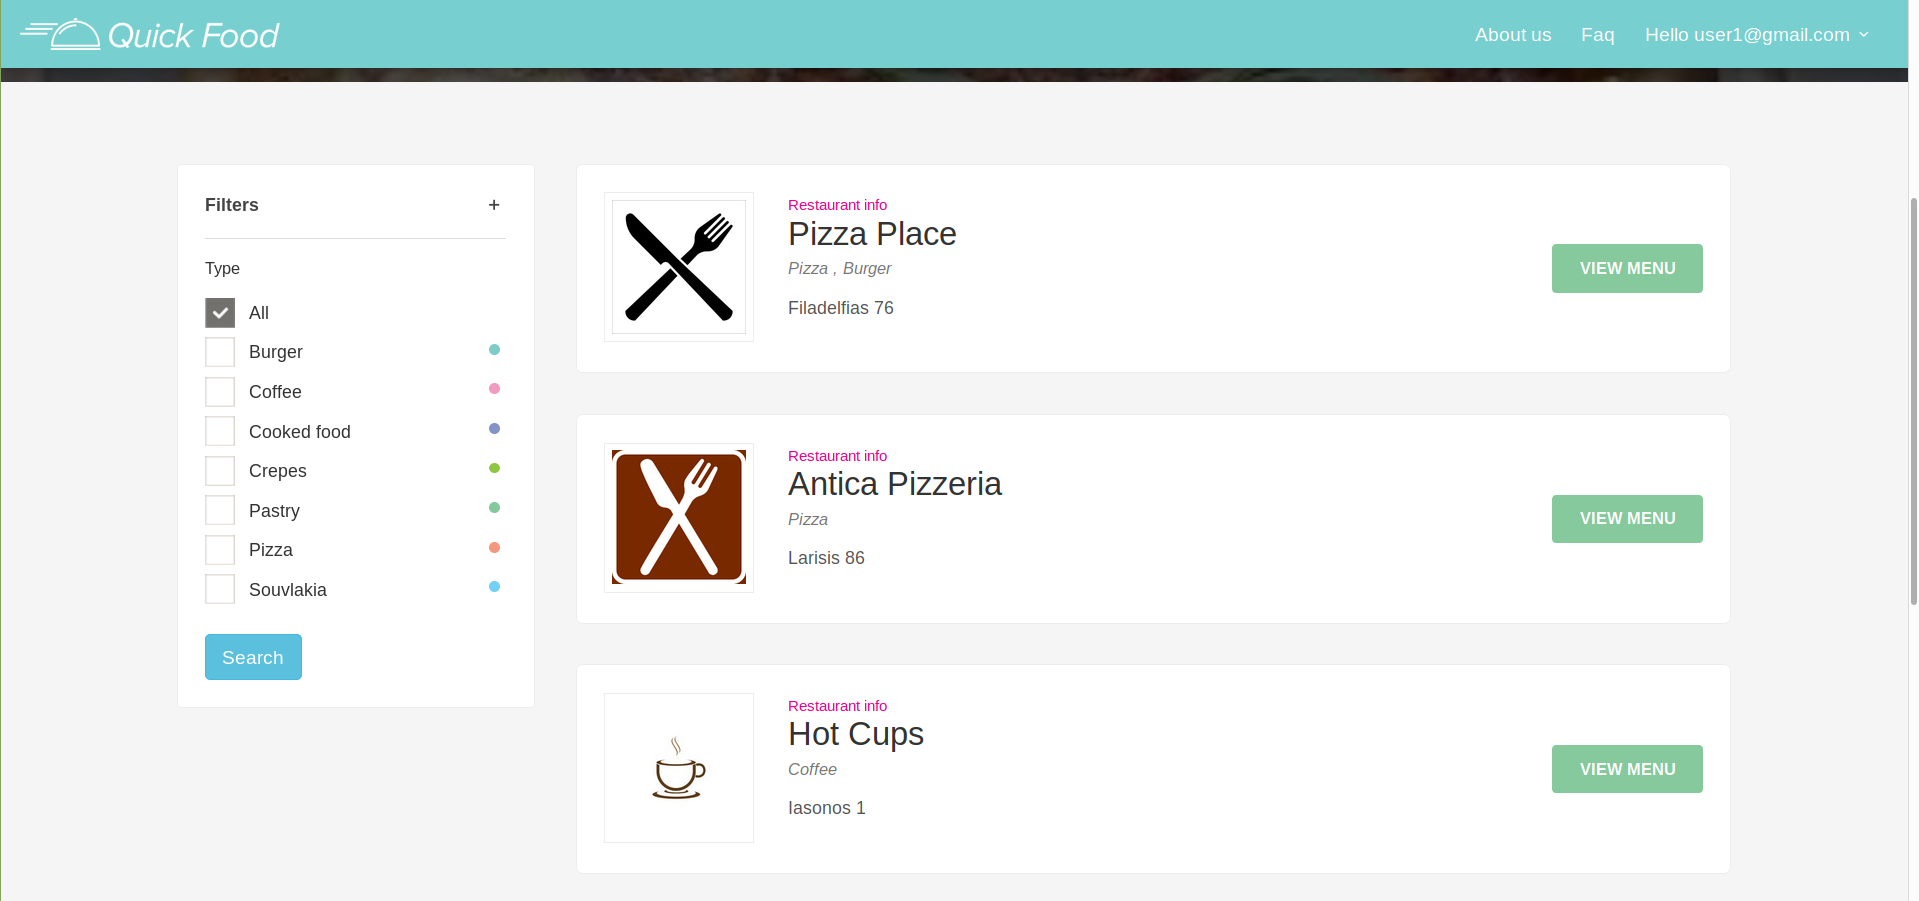 Quick Food
About us
Faq
Hello user1@gmail.com
Filters
+
Type
All
Burger
Coffee
Cooked food
Crepes
Pastry
Pizza
Souvlakia
Search
Restaurant info
Pizza Place
Pizza , Burger
Filadelfias 76
VIEW MENU
Restaurant info
Antica Pizzeria
Pizza
Larisis 86
VIEW MENU
Restaurant info
Hot Cups
Coffee
Iasonos 1
VIEW MENU